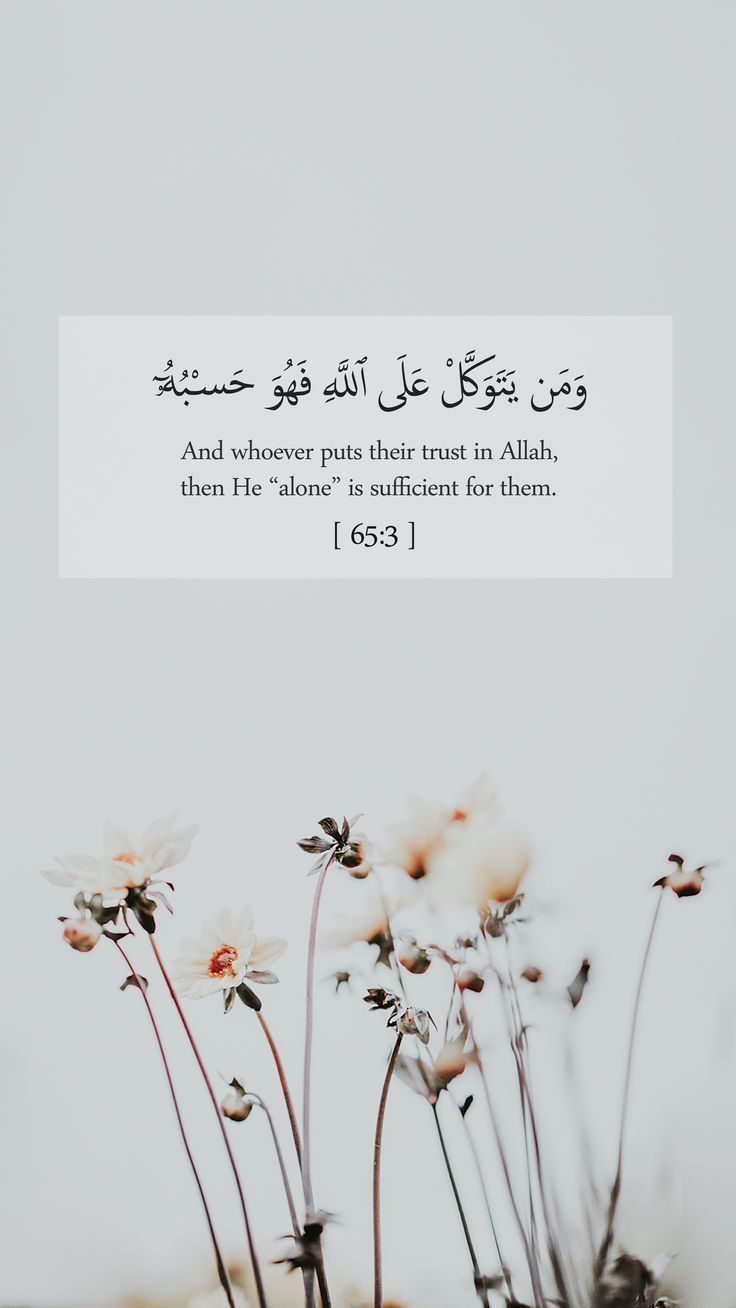 وَمَن يَتَوَكَّلْ عَلَى ٱللَّهِ فَهُوَ حَسْبُهُۥٓ
And whoever puts their trust in Allah,
then He “alone” is sufficient for them.
[ 65:3 ]